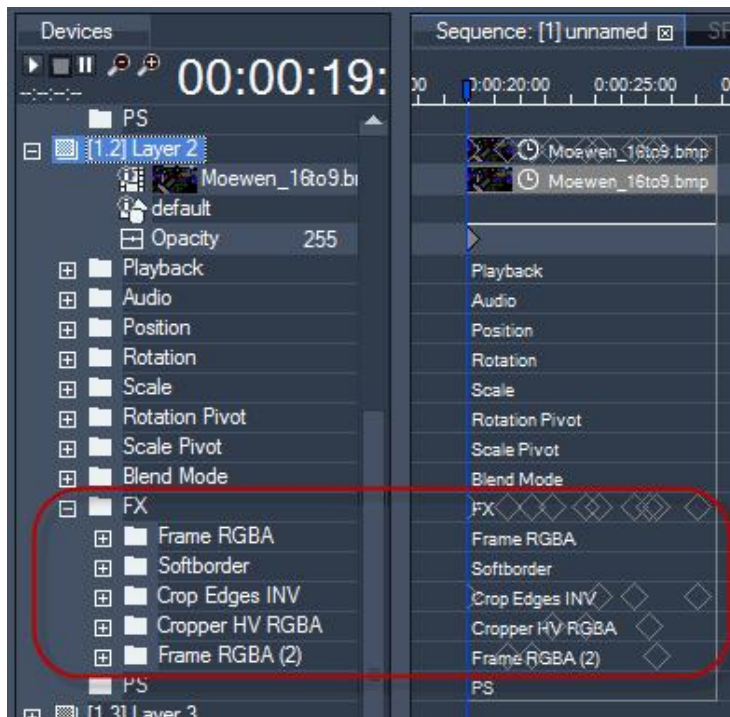 Devices
Sequence: [1] unnamed
00:00:19:
--:--:--:--
0:00:20:00 0:00:25:00
PS
[1.2] Layer 2
Moewen_16to9.bmp
Moewen_16to9.b
Moewen_16to9.bmp
default
Opacity 255
Playback
Playback
Audio
Audio
Position
Position
Rotation
Rotation
Scale
Scale
Rotation Pivot
Rotation Pivot
Scale Pivot
Scale Pivot
Blend Mode
Blend Mode
FX
FX
Frame RGBA
Frame RGBA
Softborder
Softborder
Crop Edges INV
Crop Edges INV
Cropper HV RGBA
Cropper HV RGBA
Frame RGBA (2)
Frame RGBA (2)
PS
PS
[1.3] Layer 3